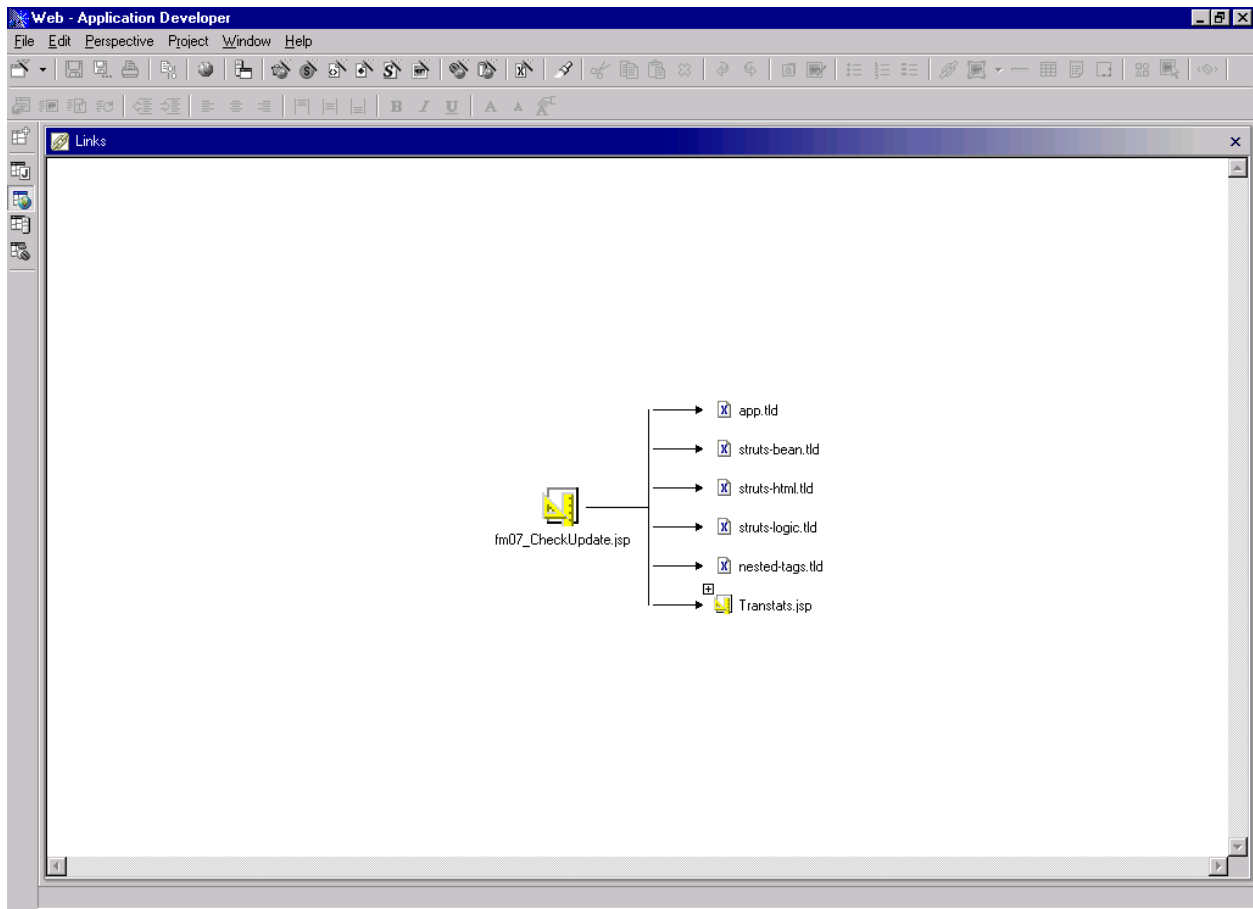 Web - Application Developer
File Edit Perspective Project Window Help
B I U A A A
Links
app.tld
struts-bean.tld
struts-html.tld
struts-logic.tld
fm07_CheckUpdate.jsp
nested-tags.tld
Transtats.jsp